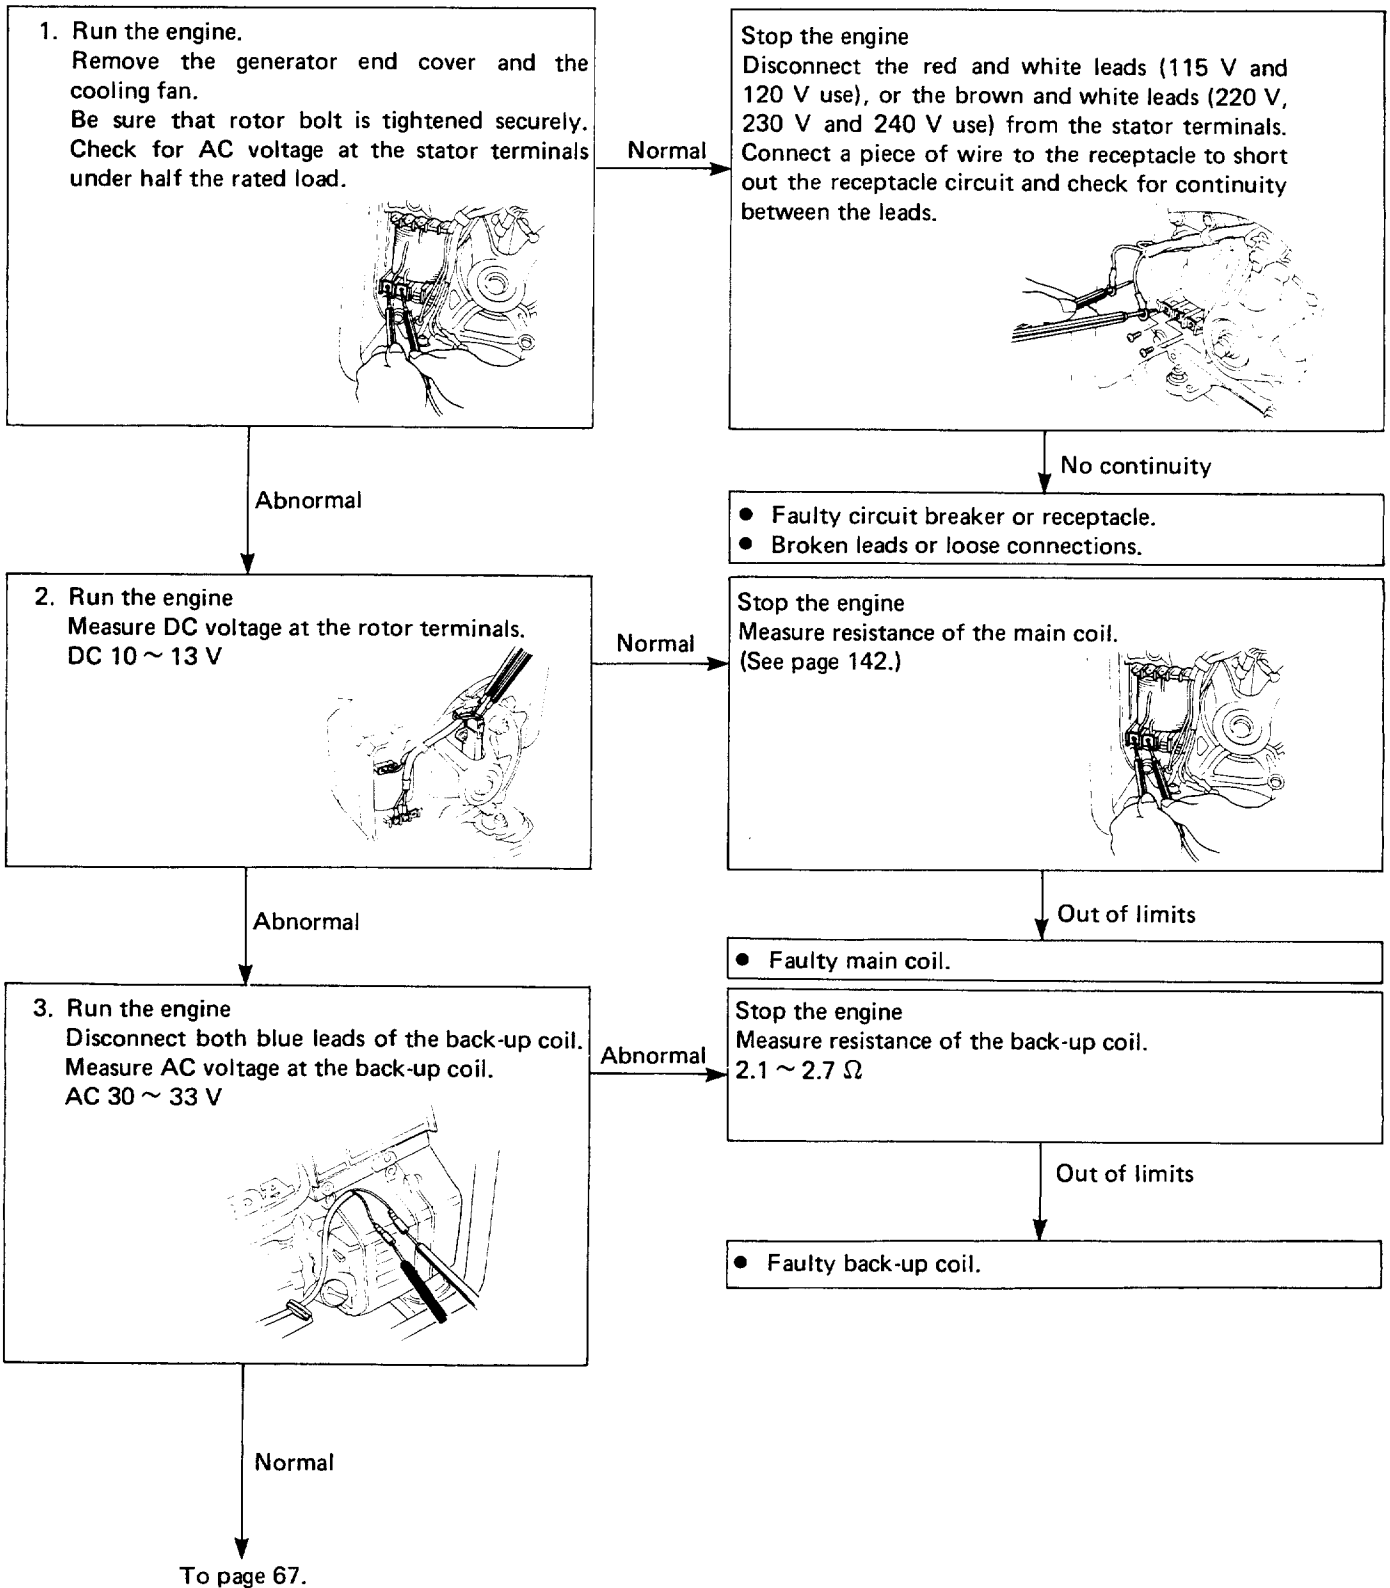 1. Run the engine.
Remove the generator end cover and the
cooling fan.
Be sure that rotor bolt is tightened securely.
Check for AC voltage at the stator terminals
under half the rated load.
Normal
Stop the engine
Disconnect the red and white leads (115 V and
120 V use), or the brown and white leads (220 V,
230 V and 240 V use) from the stator terminals.
Connect a piece of wire to the receptacle to short
out the receptacle circuit and check for continuity
between the leads.
No continuity
● Faulty circuit breaker or receptacle.
● Broken leads or loose connections.
Abnormal
2. Run the engine
Measure DC voltage at the rotor terminals.
DC 10 ~ 13 V
Normal
Stop the engine
Measure resistance of the main coil.
(See page 142.)
Out of limits
● Faulty main coil.
Abnormal
3. Run the engine
Disconnect both blue leads of the back-up coil.
Measure AC voltage at the back-up coil.
AC 30 ~ 33 V
Abnormal
Stop the engine
Measure resistance of the back-up coil.
2.1 ~ 2.7 Ω
Out of limits
● Faulty back-up coil.
Normal
To page 67.